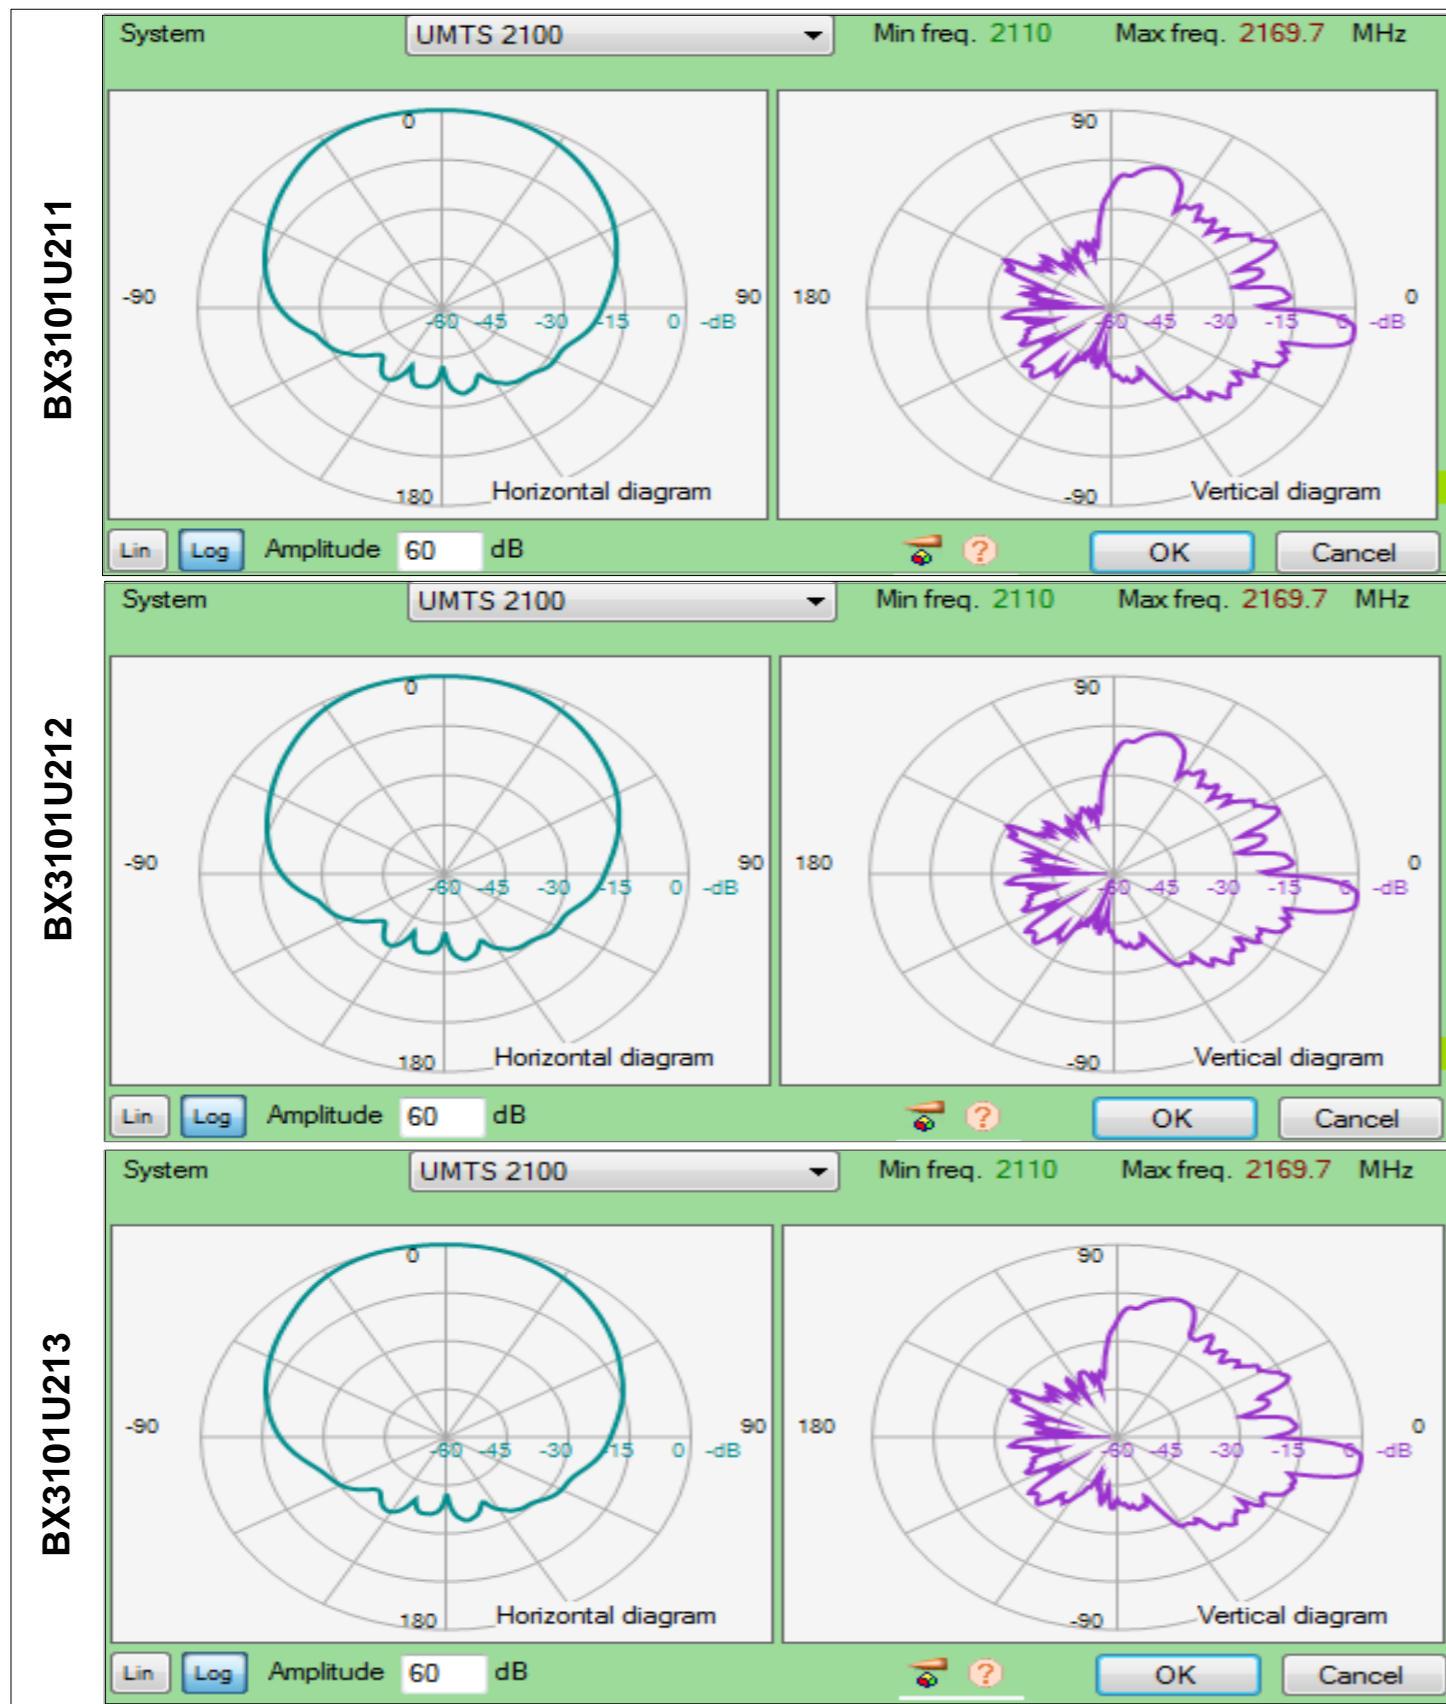 BX3101U211
System UMTS 2100 Min freq. 2110 Max freq. 2169.7 MHz
0 90
-90 90 180 0
-60 -45 -30 -15 0 -dB -60 -45 -30 -15 0 -dB
180 Horizontal diagram -90 Vertical diagram
Lin Log Amplitude 60 dB ? OK Cancel
BX3101U212
System UMTS 2100 Min freq. 2110 Max freq. 2169.7 MHz
0 90
-90 90 180 0
-60 -45 -30 -15 0 -dB -60 -45 -30 -15 0 -dB
180 Horizontal diagram -90 Vertical diagram
Lin Log Amplitude 60 dB ? OK Cancel
BX3101U213
System UMTS 2100 Min freq. 2110 Max freq. 2169.7 MHz
0 90
-90 90 180 0
-60 -45 -30 -15 0 -dB -60 -45 -30 -15 0 -dB
180 Horizontal diagram -90 Vertical diagram
Lin Log Amplitude 60 dB ? OK Cancel